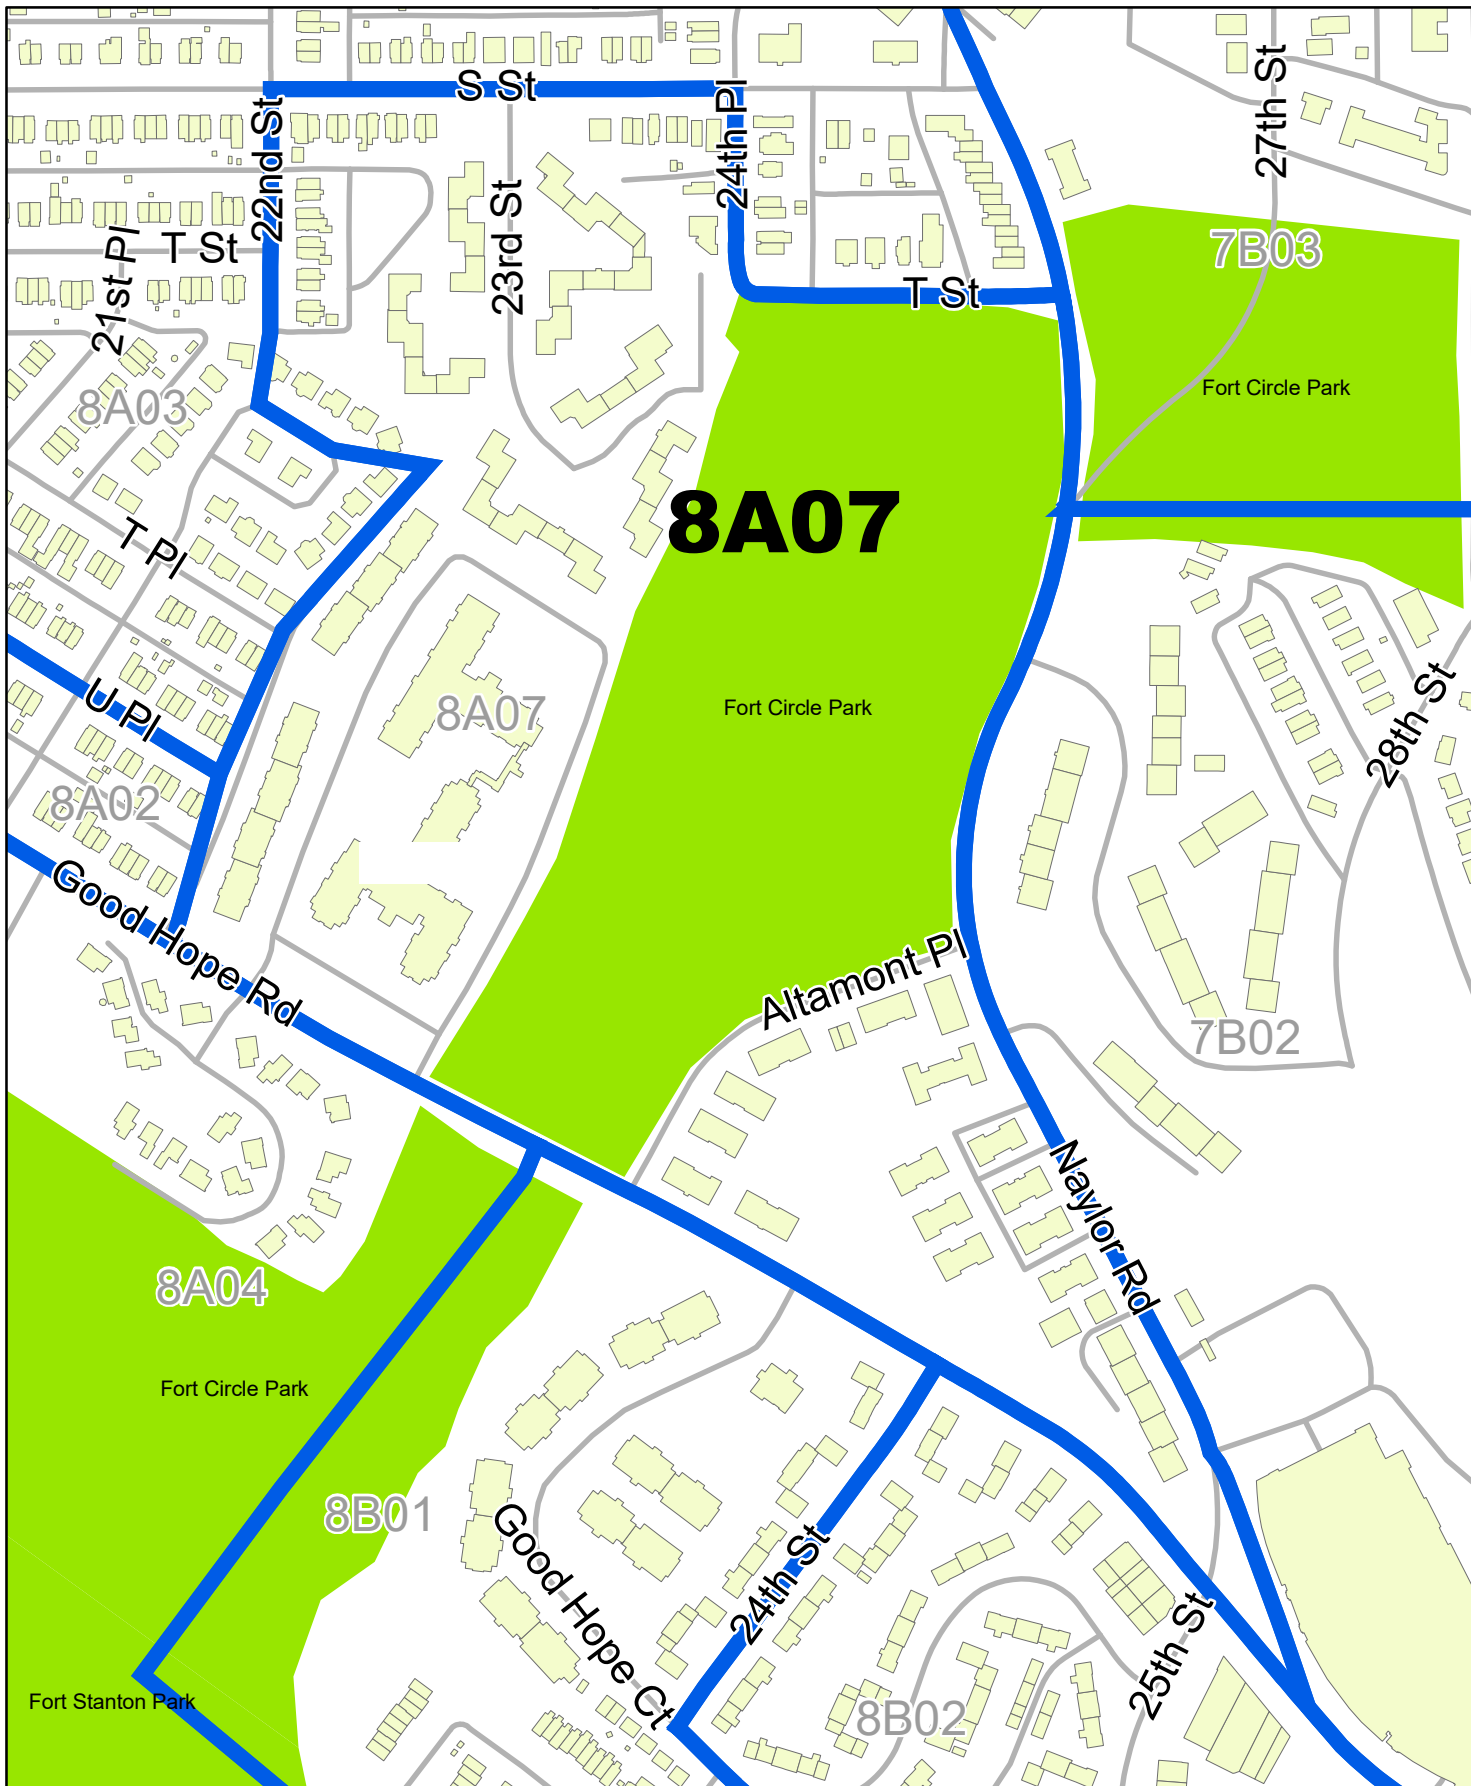 S St
27th St
22nd St
24th Pl
23rd St
21st Pl
T St
7B03
T St
Fort Circle Park
8A03
8A07
T Pl
U Pl
8A07
Fort Circle Park
28th St
8A02
Good Hope Rd
Altamont Pl
7B02
Naylor Rd
8A04
Fort Circle Park
8B01
Good Hope Ct
24th St
25th St
Fort Stanton Park
8B02